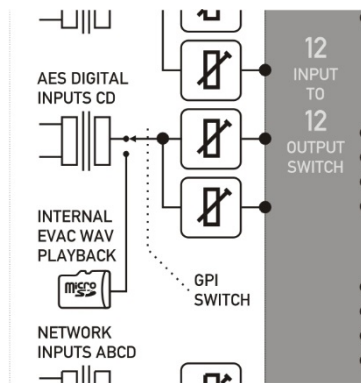 AES DIGITAL
INPUTS CD
INTERNAL
EVAC WAV
PLAYBACK
micro
SD
GPI
SWITCH
NETWORK
INPUTS ABCD
12
INPUT
TO
12
OUTPUT
SWITCH